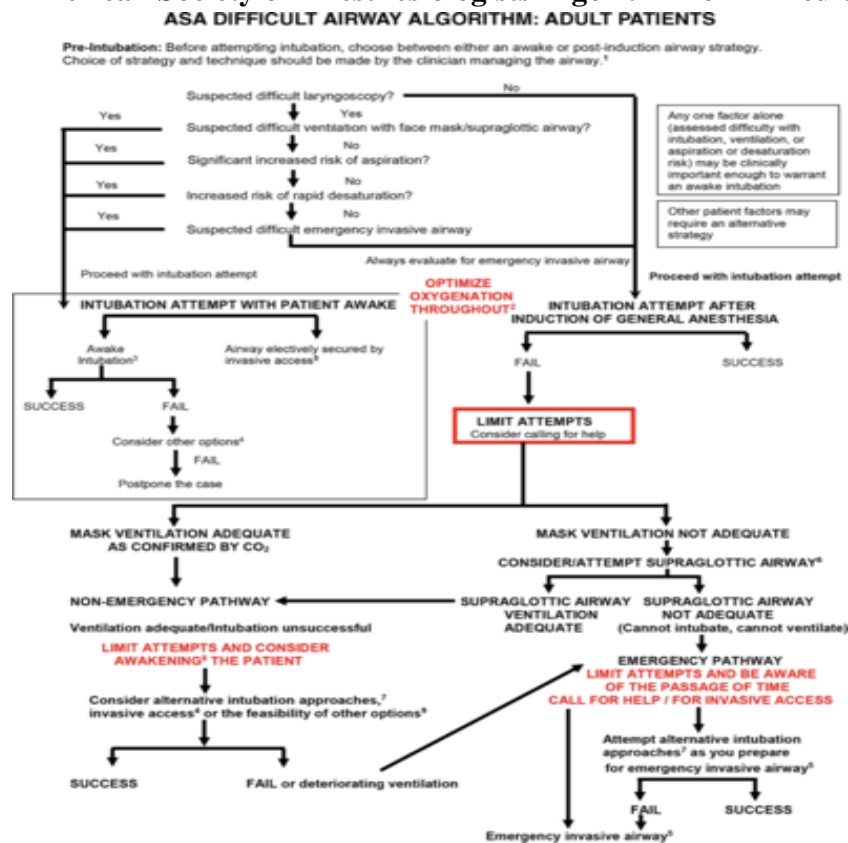 ASA DIFFICULT AIRWAY ALGORITHM: ADULT PATIENTS
Pre-Intubation: Before attempting intubation, choose between either an awake or post-induction airway strategy.
Choice of strategy and technique should be made by the clinician managing the airway.¹
Suspected difficult laryngoscopy?
No
Yes
Yes
Suspected difficult ventilation with face mask/supraglottic airway?
Yes
No
Significant increased risk of aspiration?
Yes
No
Increased risk of rapid desaturation?
Yes
No
Suspected difficult emergency invasive airway
Any one factor alone
(assessed difficulty with
intubation, ventilation, or
aspiration or desaturation
risk) may be clinically
important enough to warrant
an awake intubation
Other patient factors may
require an alternative
strategy
Always evaluate for emergency invasive airway
Proceed with intubation attempt
Proceed with intubation attempt
OPTIMIZE
OXYGENATION
THROUGHOUT²
INTUBATION ATTEMPT WITH PATIENT AWAKE
INTUBATION ATTEMPT AFTER
INDUCTION OF GENERAL ANESTHESIA
Awake
Intubation³
Airway electively secured by
invasive access⁵
FAIL
SUCCESS
SUCCESS
FAIL
LIMIT ATTEMPTS
Consider calling for help
Consider other options⁴
FAIL
Postpone the case
MASK VENTILATION ADEQUATE
AS CONFIRMED BY CO₂
MASK VENTILATION NOT ADEQUATE
CONSIDER/ATTEMPT SUPRAGLOTTIC AIRWAY⁶
NON-EMERGENCY PATHWAY
SUPRAGLOTTIC AIRWAY
VENTILATION
ADEQUATE
SUPRAGLOTTIC AIRWAY
NOT ADEQUATE
(Cannot intubate, cannot ventilate)
Ventilation adequate/Intubation unsuccessful
LIMIT ATTEMPTS AND CONSIDER
AWAKENING⁸ THE PATIENT
EMERGENCY PATHWAY
LIMIT ATTEMPTS AND BE AWARE
OF THE PASSAGE OF TIME
CALL FOR HELP / FOR INVASIVE ACCESS
Consider alternative intubation approaches,⁷
invasive access⁴ or the feasibility of other options⁹
Attempt alternative intubation
approaches⁷ as you prepare
for emergency invasive airway⁵
SUCCESS
FAIL or deteriorating ventilation
FAIL
SUCCESS
Emergency invasive airway⁵